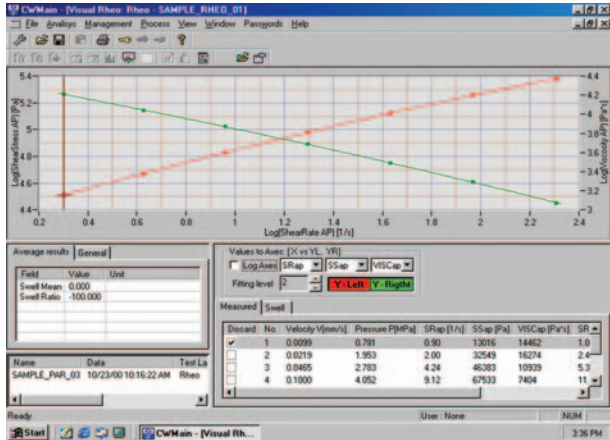 CWMain - [Visual Rheo: Rheo - SAMPLE_RHEO_01]
File Analisys Management Process View Window Passwords Help
5.4 5.2 5 4.8 4.6 4.4
Log(ShearStress AP) [Pa]
4.4 4.2 4 3.8 3.6 3.4 3.2 3
Log(Viscosity AP) [Pa*s]
0.2 0.4 0.6 0.8 1 1.2 1.4 1.6 1.8 2 2.2 2.4
Log(ShearRate AP) [1/s]
Average results General
Field Value Unit
Swell Mean 0.000
Swell Ratio -100.000
Values to Axes: [X vs YL, YR]
Log Axes SRap SSap VISCap
Fitting level 2 Y - Left Y - Rigtht
Measured Swell
Discard No. Velocity V[mm/s] Pressure P[MPa] SRap [1/s] SSap [Pa] VISCap [Pa*s] SR
1 0.0099 0.781 0.90 13016 14462 1.0
2 0.0219 1.953 2.00 32549 16274 2.4
3 0.0465 2.783 4.24 46383 10939 5.3
4 0.1000 4.052 9.12 67533 7404 11.
Name Data Test La
SAMPLE_PAR_03 10/23/00 10:16:22 AM Rheo
Ready User : None NUM
Start CWMain - [Visual Rh... 3:36 PM